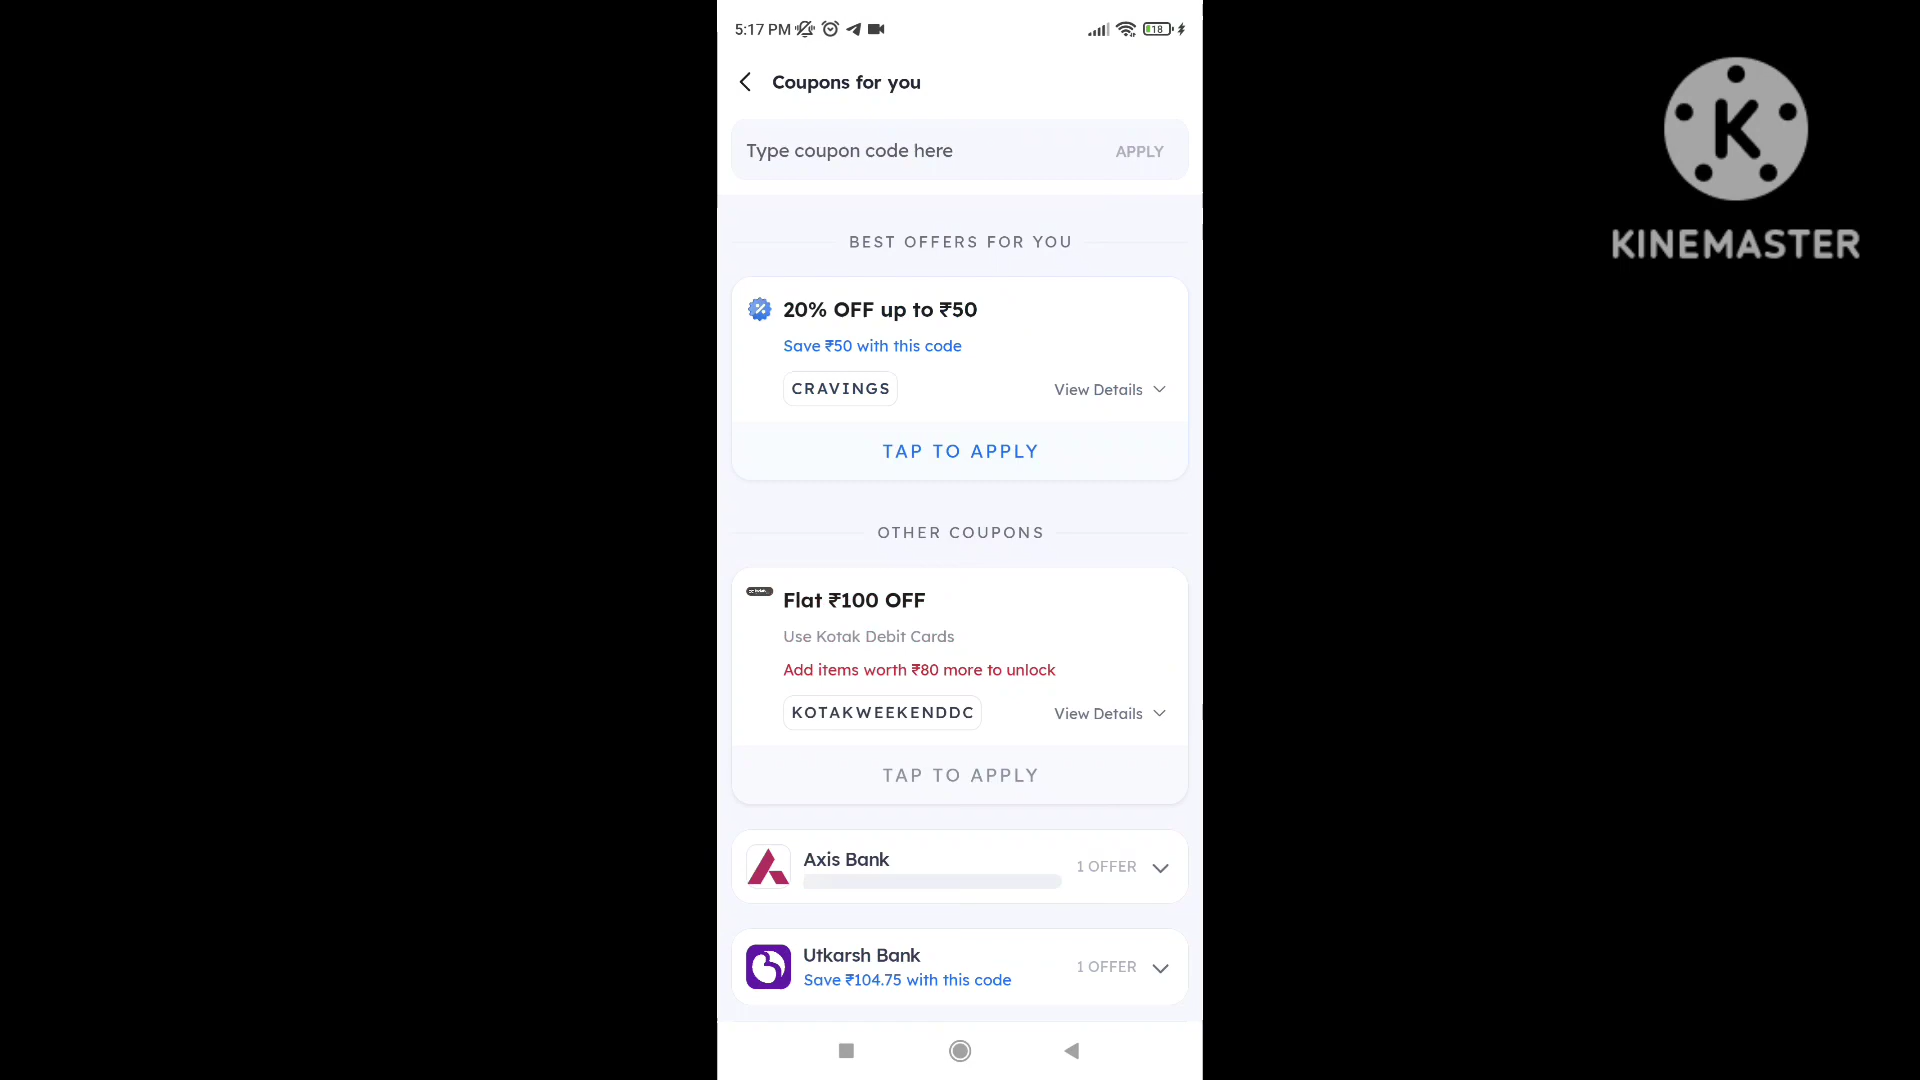 5:17 PM
18
Coupons for you
Type coupon code here
APPLY
BEST OFFERS FOR YOU
20% OFF up to ₹50
Save ₹50 with this code
CRAVINGS
View Details
TAP TO APPLY
OTHER COUPONS
Flat ₹100 OFF
Use Kotak Debit Cards
Add items worth ₹80 more to unlock
KOTAKWEEKENDDC
View Details
TAP TO APPLY
Axis Bank
1 OFFER
Utkarsh Bank
Save ₹104.75 with this code
1 OFFER
K
KINEMASTER